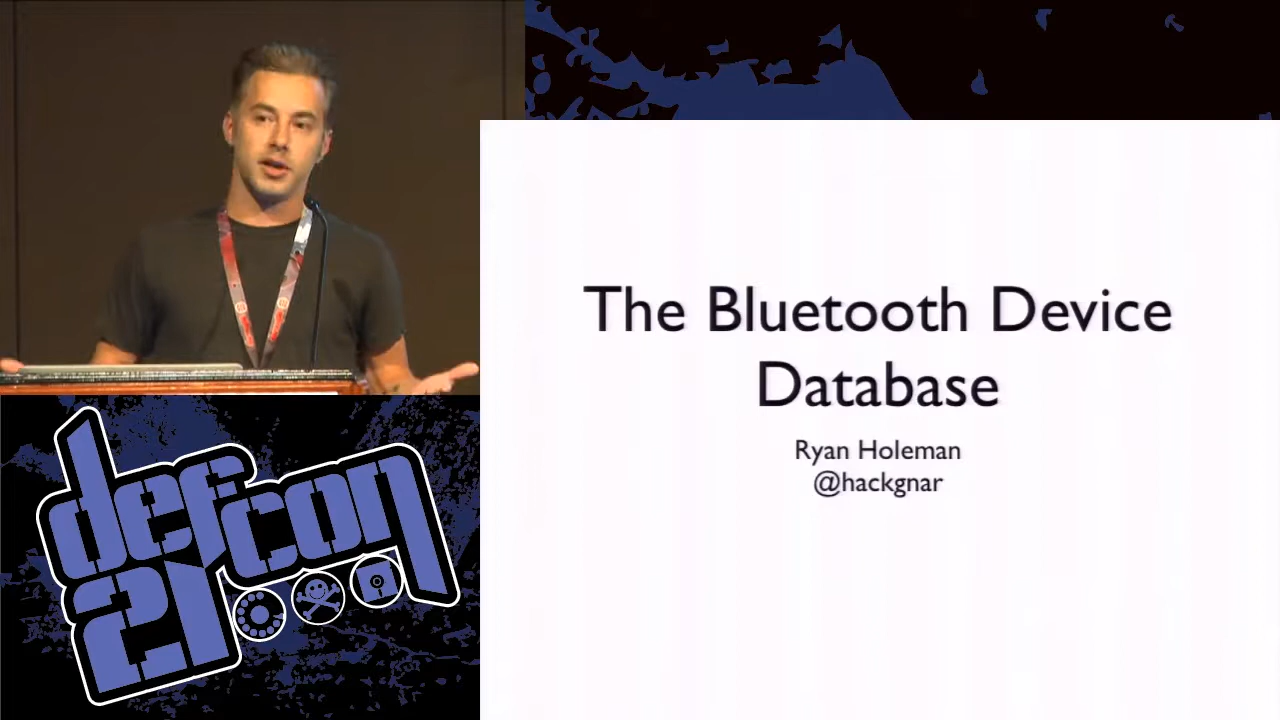 The Bluetooth Device
Database
Ryan Holeman
@hackgnar
defcon
21